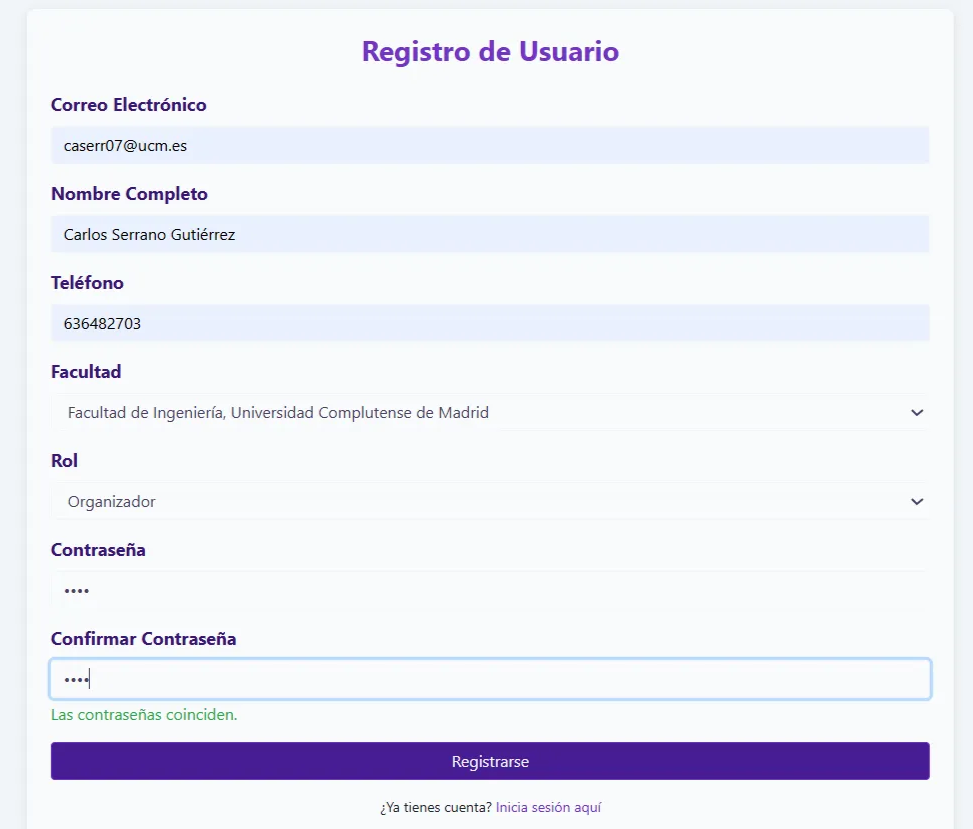 Registro de Usuario
Correo Electrónico
caserr07@ucm.es
Nombre Completo
Carlos Serrano Gutiérrez
Teléfono
636482703
Facultad
Facultad de Ingeniería, Universidad Complutense de Madrid
Rol
Organizador
Contraseña
••••
Confirmar Contraseña
••••
Las contraseñas coinciden.
Registrarse
¿Ya tienes cuenta? Inicia sesión aquí